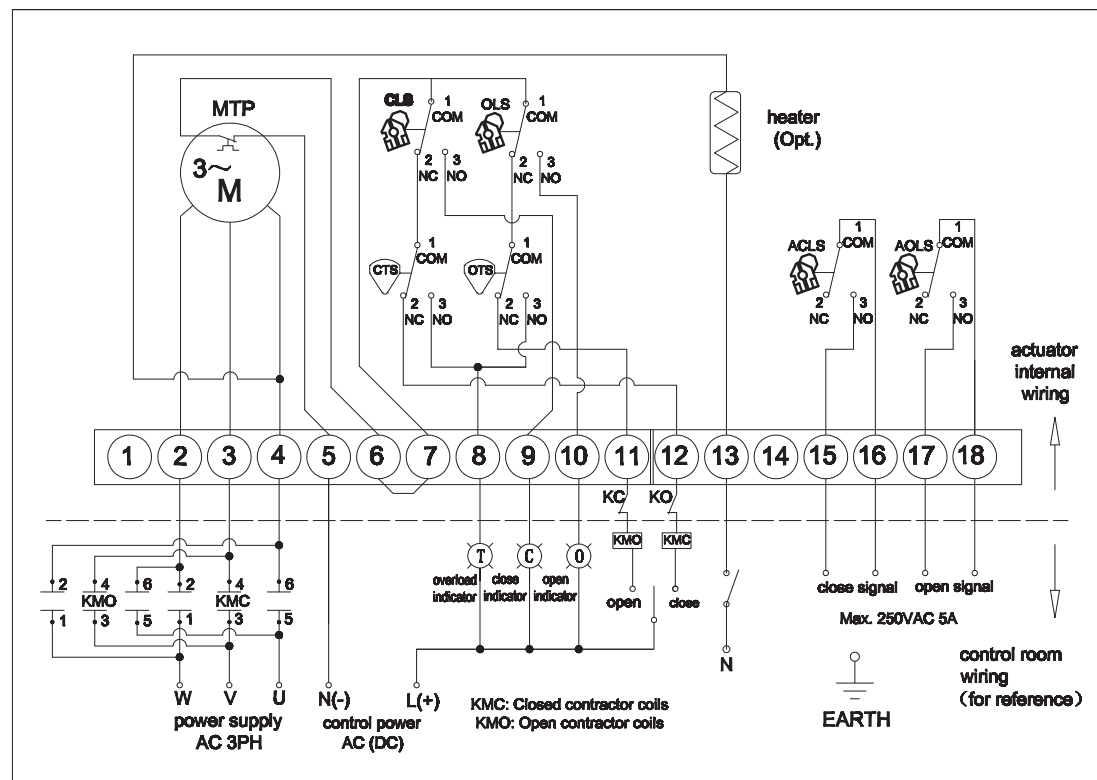 MTP
3～
M
CLS
1
COM
2
NC
3
NO
OLS
1
COM
2
NC
3
NO
heater
(Opt.)
CTS
1
COM
2
NC
3
NO
OTS
1
COM
2
NC
3
NO
ACLS
1
COM
2
NC
3
NO
AOLS
1
COM
2
NC
3
NO
actuator
internal
wiring
1 2 3 4 5 6 7 8 9 10 11 12 13 14 15 16 17 18
KC
KO
KMO
KMC
T
C
O
overload
indicator
close
indicator
open
indicator
open
close
2 4 6 2 4 6
KMO
KMC
1 3 5 1 3 5
close signal
open signal
Max. 250VAC 5A
W V U
power supply
AC 3PH
N(-)
control power
AC (DC)
L(+)
KMC: Closed contractor coils
KMO: Open contractor coils
N
EARTH
control room
wiring
(for reference)